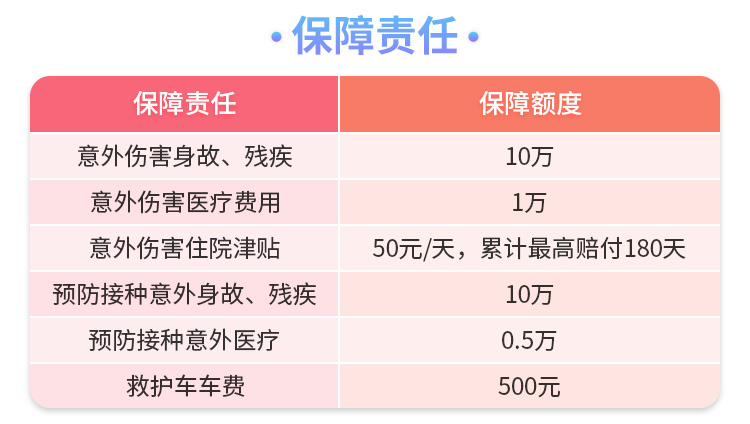 保障责任
保障责任 保障额度
意外伤害身故、残疾 10万
意外伤害医疗费用 1万
意外伤害住院津贴 50元/天，累计最高赔付180天
预防接种意外身故、残疾 10万
预防接种意外医疗 0.5万
救护车车费 500元